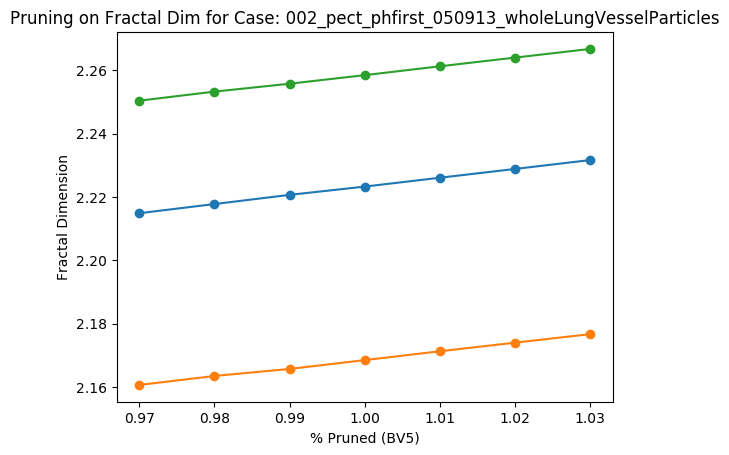 Pruning on Fractal Dim for Case: 002_pect_phfirst_050913_wholeLungVesselParticles
2.26
2.24
2.22
2.20
2.18
2.16
Fractal Dimension
0.97 0.98 0.99 1.00 1.01 1.02 1.03
% Pruned (BV5)